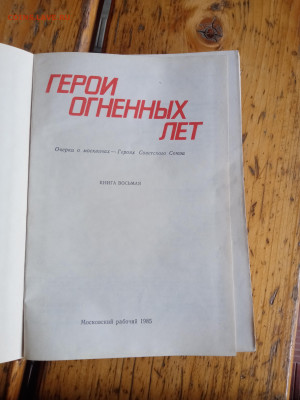 ГЕРОИ
ОГНЕННЫХ
ЛЕТ
Очерки о москвичах — Героях Советского Союза
КНИГА ВОСЬМАЯ
Московский рабочий 1985